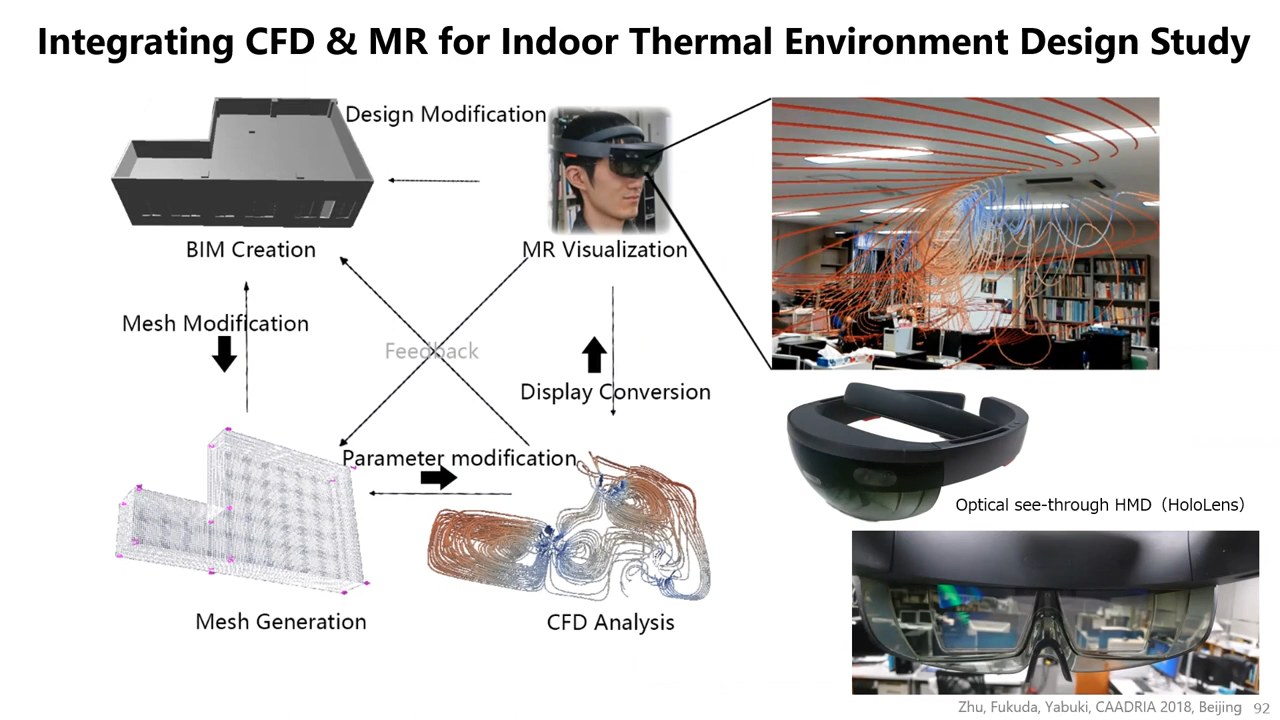 Integrating CFD & MR for Indoor Thermal Environment Design Study
Design Modification
BIM Creation
MR Visualization
Mesh Modification
Feedback
Display Conversion
Parameter modification
Optical see-through HMD（HoloLens）
Mesh Generation
CFD Analysis
Zhu, Fukuda, Yabuki, CAADRIA 2018, Beijing
92